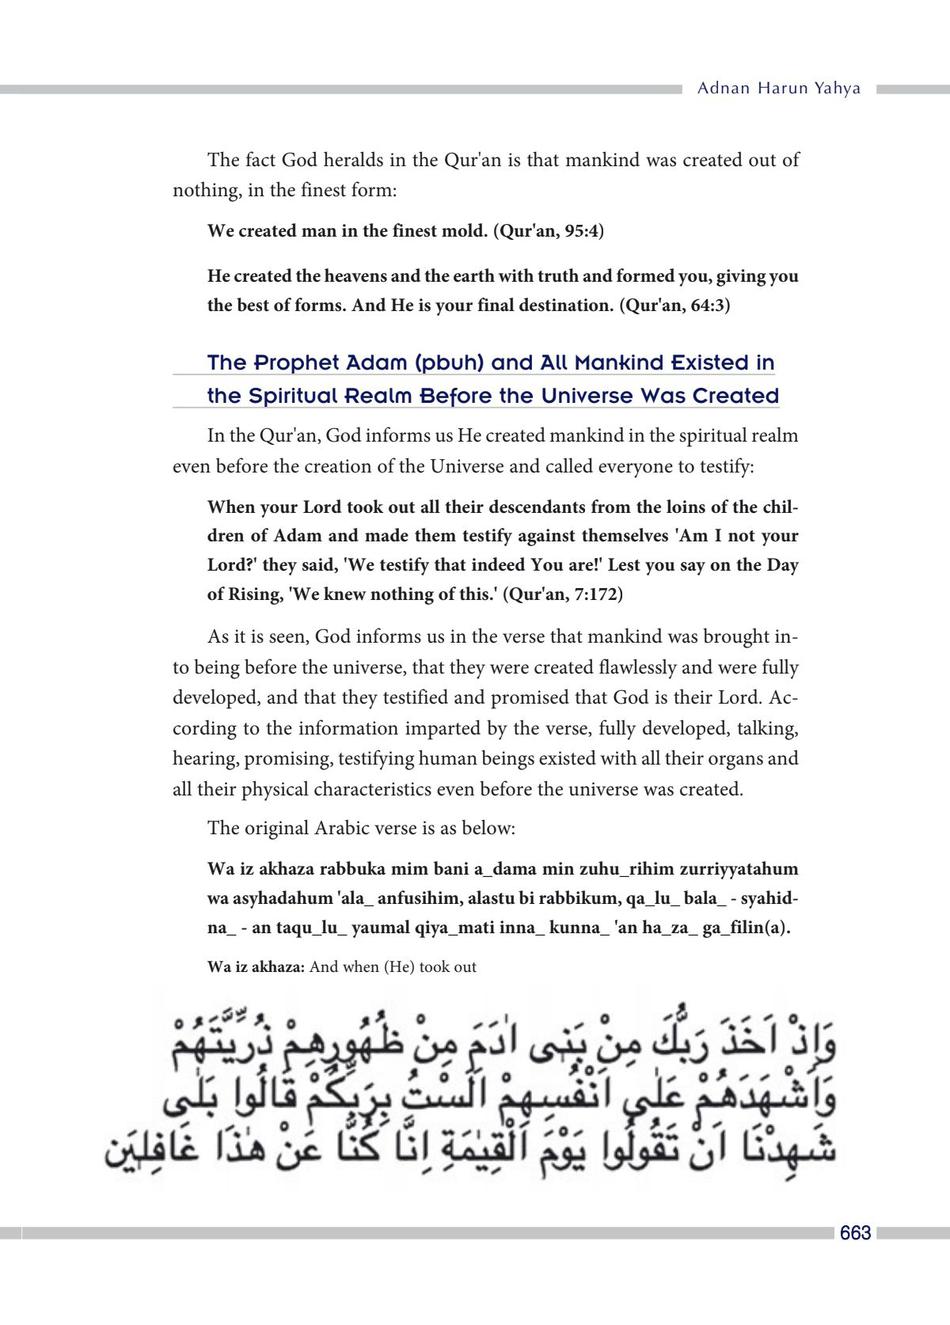 Adnan Harun Yahya
The fact God heralds in the Qur'an is that mankind was created out of
nothing, in the finest form:
We created man in the finest mold. (Qur'an, 95:4)
He created the heavens and the earth with truth and formed you, giving you
the best of forms. And He is your final destination. (Qur'an, 64:3)
The Prophet Adam (pbuh) and All Mankind Existed in
the Spiritual Realm Before the Universe Was Created
In the Qur'an, God informs us He created mankind in the spiritual realm
even before the creation of the Universe and called everyone to testify:
When your Lord took out all their descendants from the loins of the chil-
dren of Adam and made them testify against themselves 'Am I not your
Lord?' they said, 'We testify that indeed You are!' Lest you say on the Day
of Rising, 'We knew nothing of this.' (Qur'an, 7:172)
As it is seen, God informs us in the verse that mankind was brought in-
to being before the universe, that they were created flawlessly and were fully
developed, and that they testified and promised that God is their Lord. Ac-
cording to the information imparted by the verse, fully developed, talking,
hearing, promising, testifying human beings existed with all their organs and
all their physical characteristics even before the universe was created.
The original Arabic verse is as below:
Wa iz akhaza rabbuka mim bani a_dama min zuhu_rihim zurriyyatahum
wa asyhadahum 'ala_ anfusihim, alastu bi rabbikum, qa_lu_ bala_ - syahid-
na_ - an taqu_lu_ yaumal qiya_mati inna_ kunna_ 'an ha_za_ ga_filin(a).
Wa iz akhaza: And when (He) took out
وَاِذْ اَخَذَ رَبُّكَ مِنْ بَنِى اٰدَمَ مِنْ ظُهُورِهِمْ ذُرِّيَّتَهُمْ
وَاَشْهَدَهُمْ عَلٰى اَنْفُسِهِمْ اَلَسْتُ بِرَبِّكُمْ قَالُوا بَلٰى
شَهِدْنَا اَنْ تَقُولُوا يَوْمَ الْقِيٰمَةِ اِنَّا كُنَّا عَنْ هٰذَا غَافِلِينَ
663